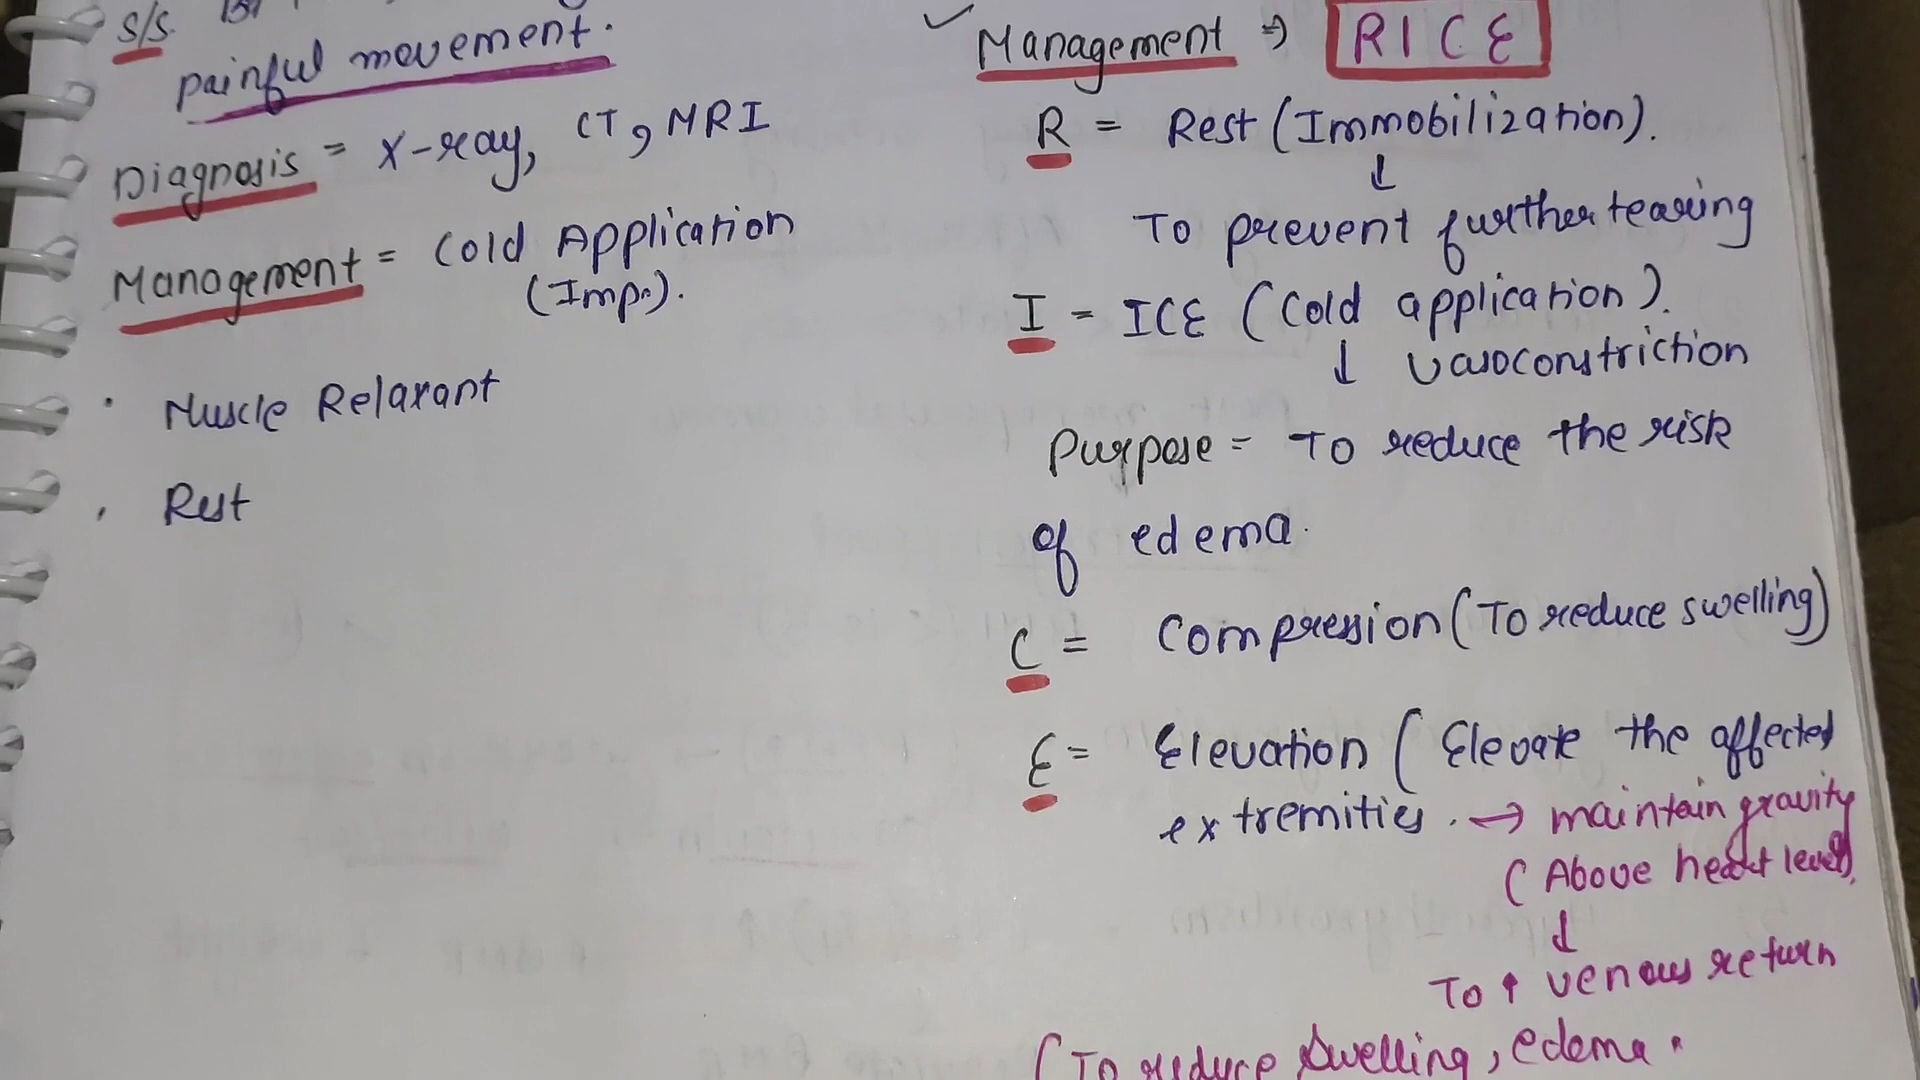 S/S.
painful movement.
Diagnosis = X-ray, CT, MRI
Management = Cold Application
(Imp.).
• Muscle Relaxant
• Rest
✓ Management ⇒ RICE
R = Rest (Immobilization).
↓
To prevent further tearing
I = ICE (Cold application).
↓ Vasoconstriction
Purpose = To reduce the risk
of edema.
C = Compression (To reduce swelling)
E = Elevation ( Elevate the affected
extremities. → maintain gravity
( Above heart level).
↓
To ↑ venous return
( To reduce Swelling, edema.